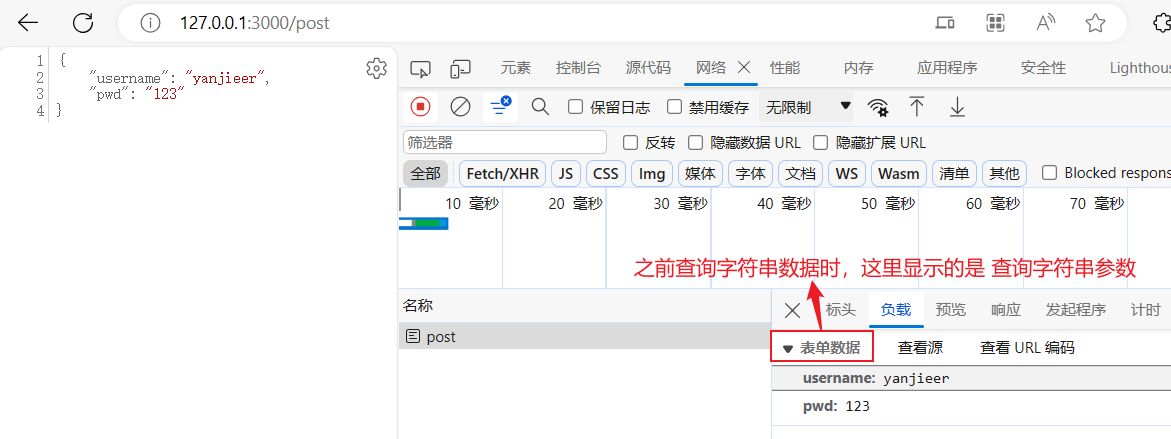 127.0.0.1:3000/post
1 {
2 "username": "yanjieer",
3 "pwd": "123"
4 }
元素 控制台 源代码 网络 性能 内存 应用程序 安全性 Lighthous
保留日志 禁用缓存 无限制
筛选器 反转 隐藏数据 URL 隐藏扩展 URL
全部 Fetch/XHR JS CSS Img 媒体 字体 文档 WS Wasm 清单 其他 Blocked respons
10 毫秒 20 毫秒 30 毫秒 40 毫秒 50 毫秒 60 毫秒 70 毫秒
之前查询字符串数据时，这里显示的是 查询字符串参数
名称
post
标头 负载 预览 响应 发起程序 计时
表单数据 查看源 查看 URL 编码
username: yanjieer
pwd: 123